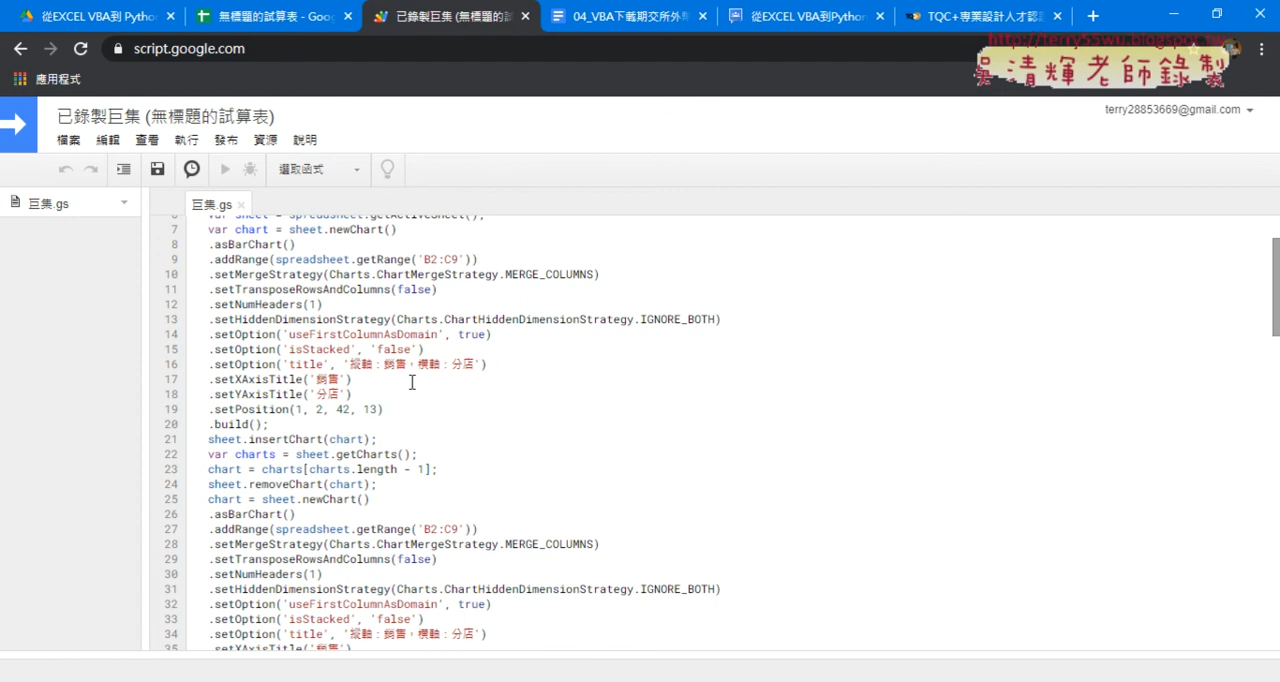 從EXCEL VBA到 Pythor
無標題的試算表 - Goo
已錄製巨集 (無標題的試
04_VBA下載期交所外
從EXCEL VBA到Pythor
TQC+專業設計人才認
script.google.com
http://terry55wu.blogspot.tw
應用程式
吳清輝老師錄製
已錄製巨集 (無標題的試算表)
terry28853669@gmail.com
檔案 編輯 查看 執行 發布 資源 說明
選取函式
巨集.gs
巨集.gs
6 var sheet = spreadsheet.getActiveSheet();
7 var chart = sheet.newChart()
8 .asBarChart()
9 .addRange(spreadsheet.getRange('B2:C9'))
10 .setMergeStrategy(Charts.ChartMergeStrategy.MERGE_COLUMNS)
11 .setTransposeRowsAndColumns(false)
12 .setNumHeaders(1)
13 .setHiddenDimensionStrategy(Charts.ChartHiddenDimensionStrategy.IGNORE_BOTH)
14 .setOption('useFirstColumnAsDomain', true)
15 .setOption('isStacked', 'false')
16 .setOption('title', '縱軸：銷售，橫軸：分店')
17 .setXAxisTitle('銷售')
18 .setYAxisTitle('分店')
19 .setPosition(1, 2, 42, 13)
20 .build();
21 sheet.insertChart(chart);
22 var charts = sheet.getCharts();
23 chart = charts[charts.length - 1];
24 sheet.removeChart(chart);
25 chart = sheet.newChart()
26 .asBarChart()
27 .addRange(spreadsheet.getRange('B2:C9'))
28 .setMergeStrategy(Charts.ChartMergeStrategy.MERGE_COLUMNS)
29 .setTransposeRowsAndColumns(false)
30 .setNumHeaders(1)
31 .setHiddenDimensionStrategy(Charts.ChartHiddenDimensionStrategy.IGNORE_BOTH)
32 .setOption('useFirstColumnAsDomain', true)
33 .setOption('isStacked', 'false')
34 .setOption('title', '縱軸：銷售，橫軸：分店')
35 .setXAxisTitle('銷售')